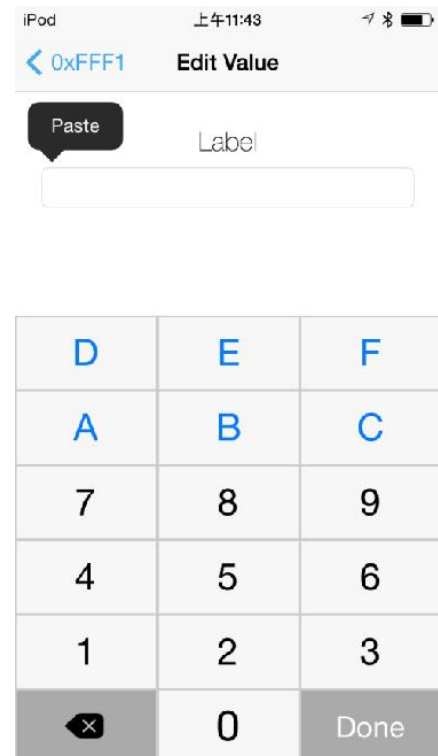 iPod 上午11:43
0xFFF1 Edit Value
Paste
Label
D E F
A B C
7 8 9
4 5 6
1 2 3
0 Done